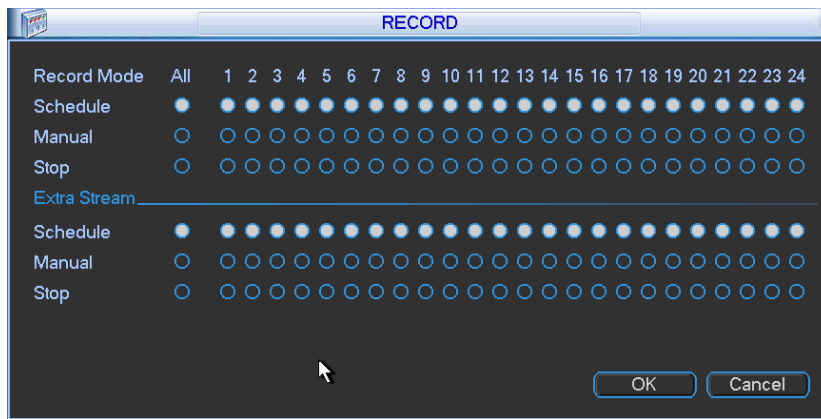 RECORD
Record Mode All 1 2 3 4 5 6 7 8 9 10 11 12 13 14 15 16 17 18 19 20 21 22 23 24
Schedule
Manual
Stop
Extra Stream
Schedule
Manual
Stop
OK Cancel